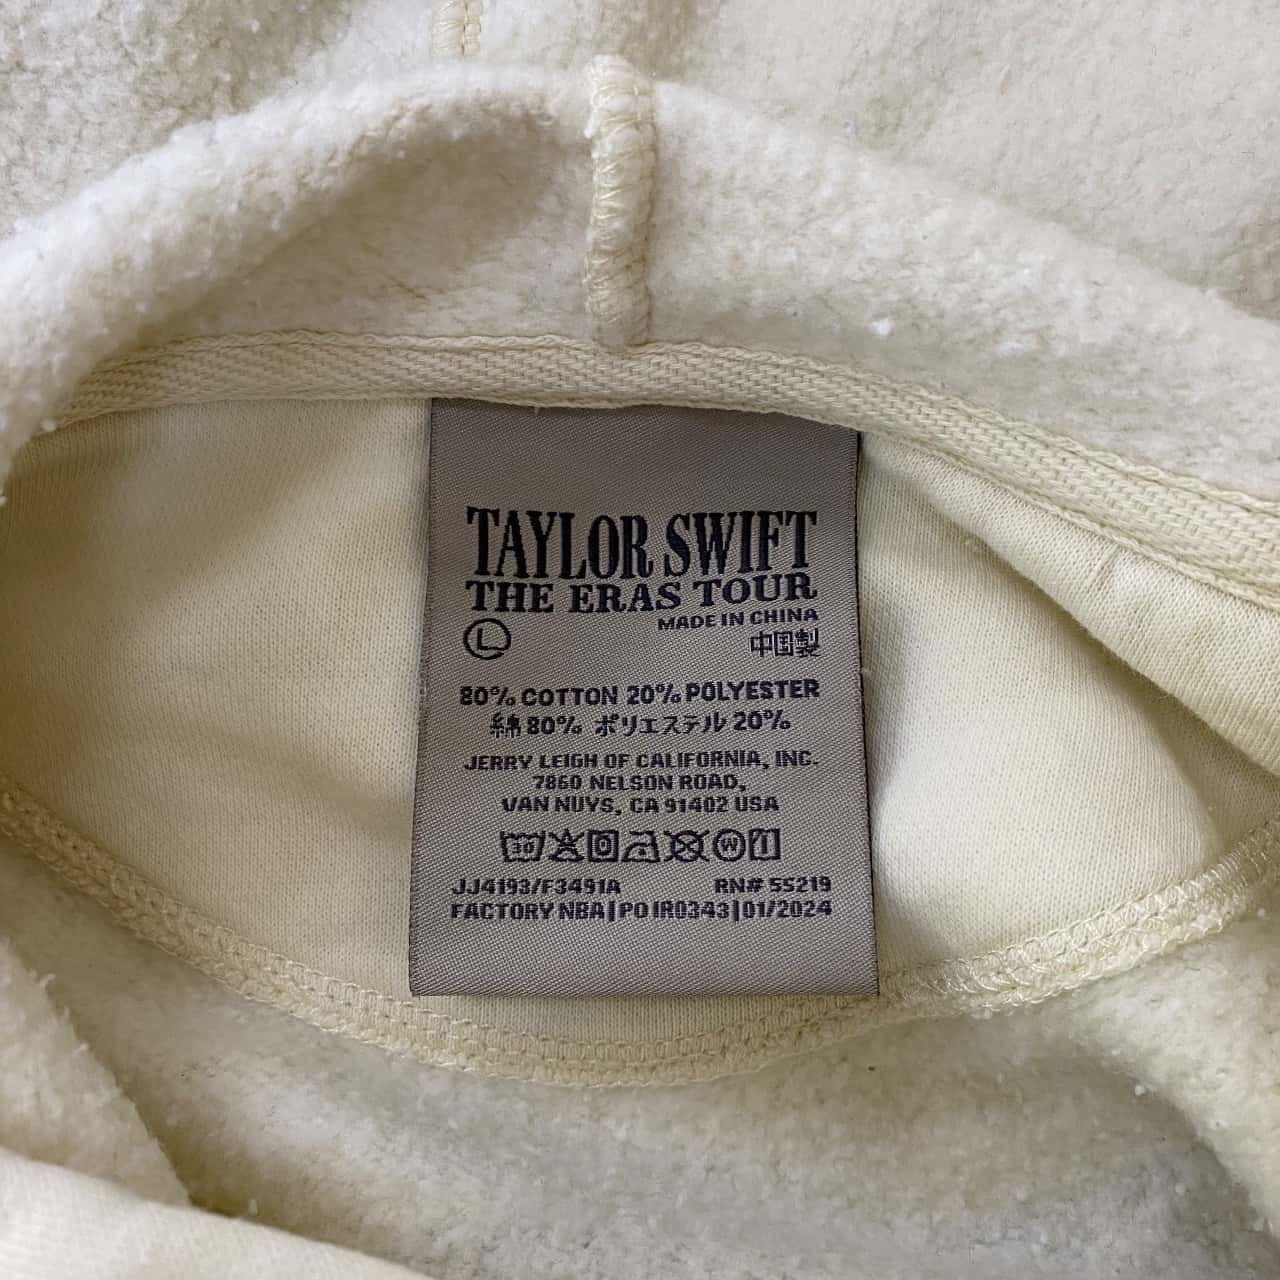 TAYLOR SWIFT
THE ERAS TOUR
MADE IN CHINA
L
中国製
80% COTTON 20% POLYESTER
綿 80% ポリエステル 20%
JERRY LEIGH OF CALIFORNIA, INC.
7860 NELSON ROAD,
VAN NUYS, CA 91402 USA
30 W
JJ4193/F3491A RN# 55219
FACTORY NBA|PO IR0343|01/2024